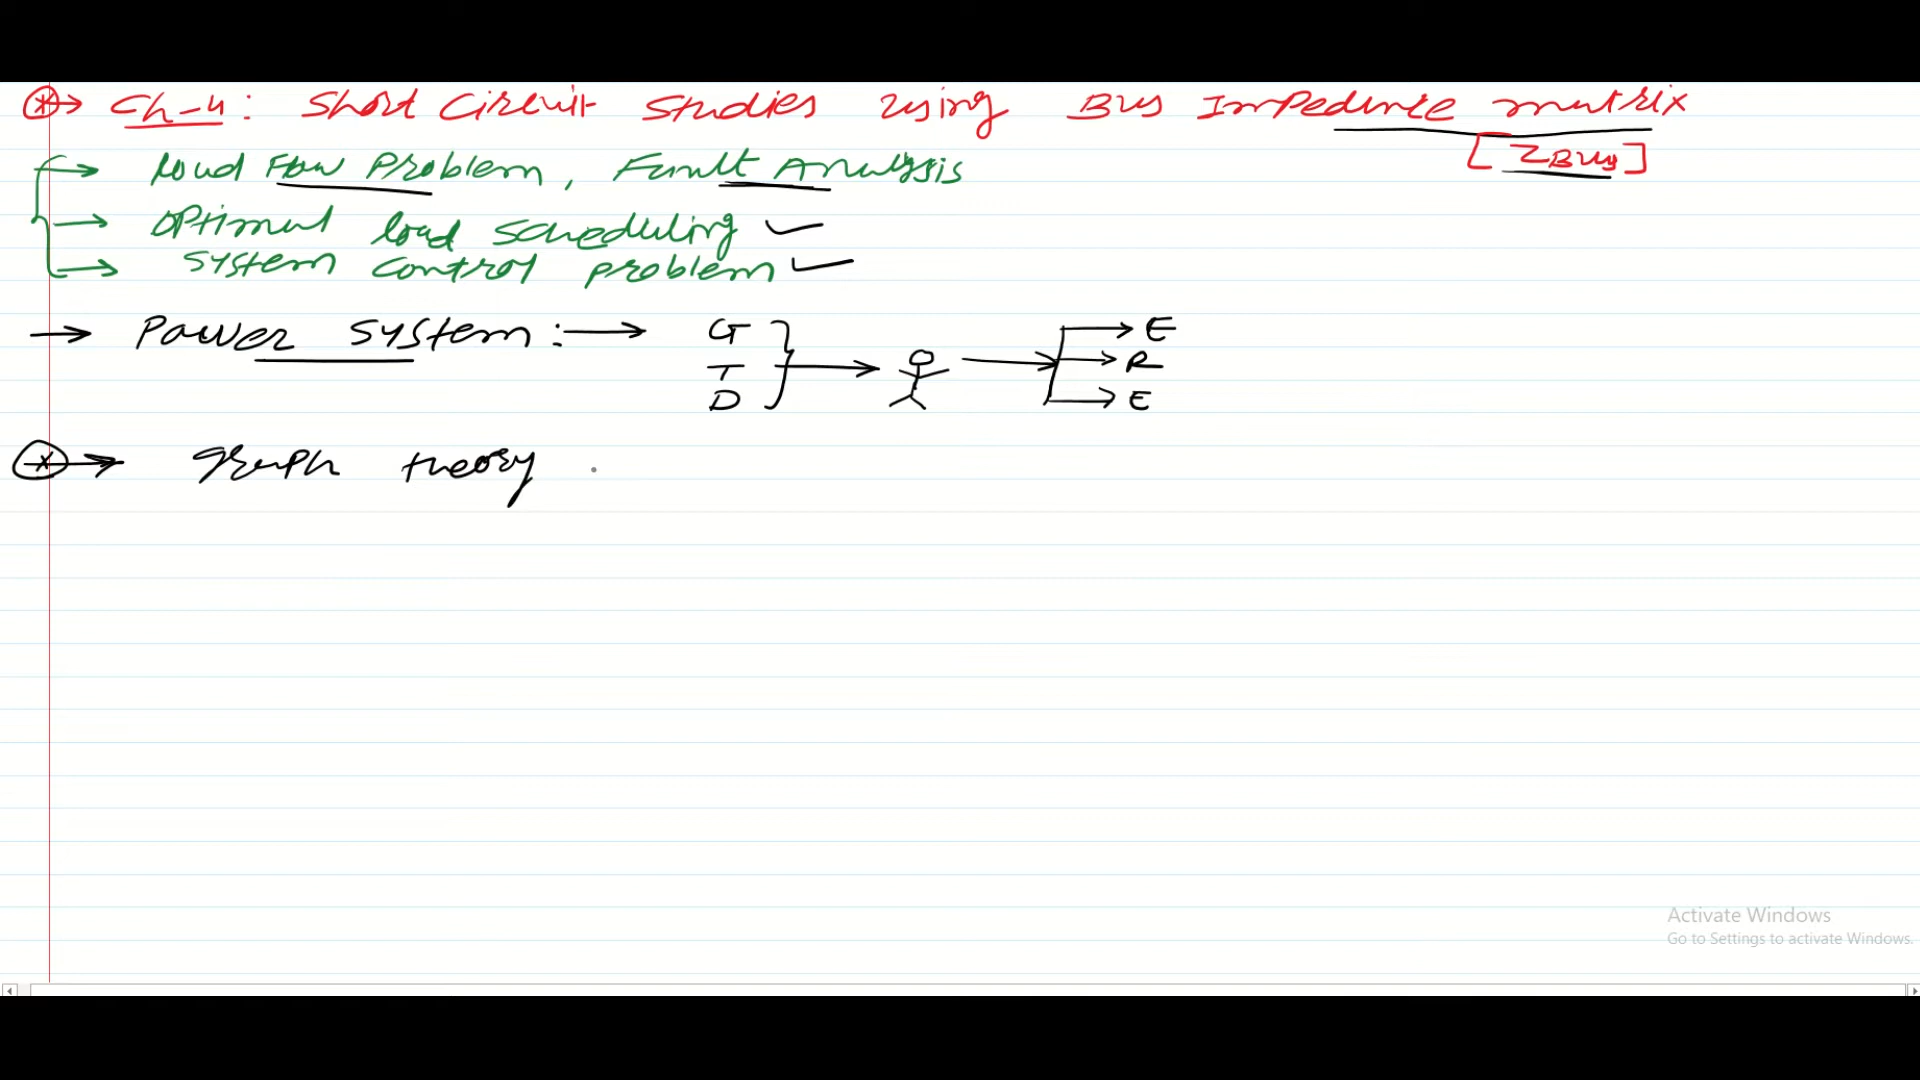 Ch-4: Short Circuit Studies Using Bus Impedence matrix
[ZBus]
load Flow Problem, Fault Analysis
Optimal load scheduling
system control problem
Power system:
G
T
D
E
R
E
graph theory
Activate Windows
Go to Settings to activate Windows.